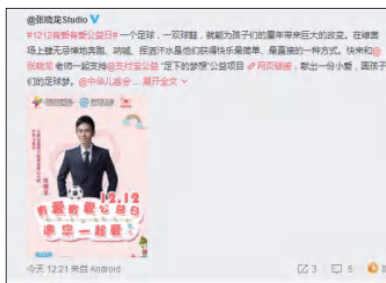 @张晓龙Studio
#1212有爱有爱公益日# 一个足球，一双球鞋，就能为孩子们的童年带来巨大的改变。在绿茵
场上肆无忌惮地奔跑、呐喊、挥洒汗水是他们获得快乐最简单、最直接的一种方式。快来和@
张晓龙 老师一起支持@支付宝公益 "足下的梦想"公益项目 网页链接，献出一份小爱，圆孩子
们的足球梦。@中华儿慈会... 展开全文
12.12
有爱有爱公益日
邀您一起爱
今天 12:21 来自 Android
3
5